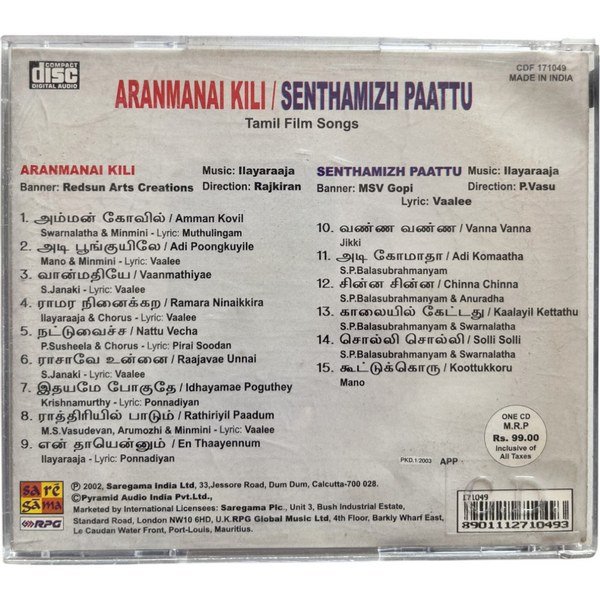 COMPACT
disc
DIGITAL AUDIO
CDF 171049
MADE IN INDIA
ARANMANAI KILI / SENTHAMIZH PAATTU
Tamil Film Songs
ARANMANAI KILI Music: Ilayaraaja
Banner: Redsun Arts Creations Direction: Rajkiran
1. அம்மன் கோவில் / Amman Kovil
Swarnalatha & Minmini - Lyric: Muthulingam
2. அடி பூங்குயிலே / Adi Poongkuyile
Mano & Minmini - Lyric: Vaalee
3. வான்மதியே / Vaanmathiyae
S.Janaki - Lyric: Vaalee
4. ராமர நினைக்கற / Ramara Ninaikkira
Ilayaraaja & Chorus - Lyric: Vaalee
5. நட்டுவைச்ச / Nattu Vecha
P.Susheela & Chorus - Lyric: Pirai Soodan
6. ராசாவே உன்னை / Raajavae Unnai
S.Janaki - Lyric: Vaalee
7. இதயமே போகுதே / Idhayamae Poguthey
Krishnamurthy - Lyric: Ponnadiyan
8. ராத்திரியில் பாடும் / Rathiriyil Paadum
M.S.Vasudevan, Arumozhi & Minmini - Lyric: Vaalee
9. என் தாயென்னும் / En Thaayennum
Ilayaraaja - Lyric: Ponnadiyan
SENTHAMIZH PAATTU Music: Ilayaraaja
Banner: MSV Gopi Direction: P.Vasu
Lyric: Vaalee
10. வண்ண வண்ண / Vanna Vanna
Jikki
11. அடி கோமாதா / Adi Komaatha
S.P.Balasubrahmanyam
12. சின்ன சின்ன / Chinna Chinna
S.P.Balasubrahmanyam & Anuradha
13. காலையில் கேட்டது / Kaalayil Kettathu
S.P.Balasubrahmanyam & Swarnalatha
14. சொல்லி சொல்லி / Solli Solli
S.P.Balasubrahmanyam & Swarnalatha
15. கூட்டுக்கொரு / Koottukkoru
Mano
ONE CD
M.R.P
Rs. 99.00
inclusive of
All Taxes
PKD.1:2003 APP
sa re
ga ma
RPG
℗ 2002, Saregama India Ltd, 33,Jessore Road, Dum Dum, Calcutta-700 028.
©Pyramid Audio India Pvt.Ltd.,
Marketed by International Licensees: Saregama Plc., Unit 3, Bush Industrial Estate,
Standard Road, London NW10 6HD, U.K.RPG Global Music Ltd, 4th Floor, Barkly Wharf East,
Le Caudan Water Front, Port-Louis, Mauritius.
171049
8901112710493